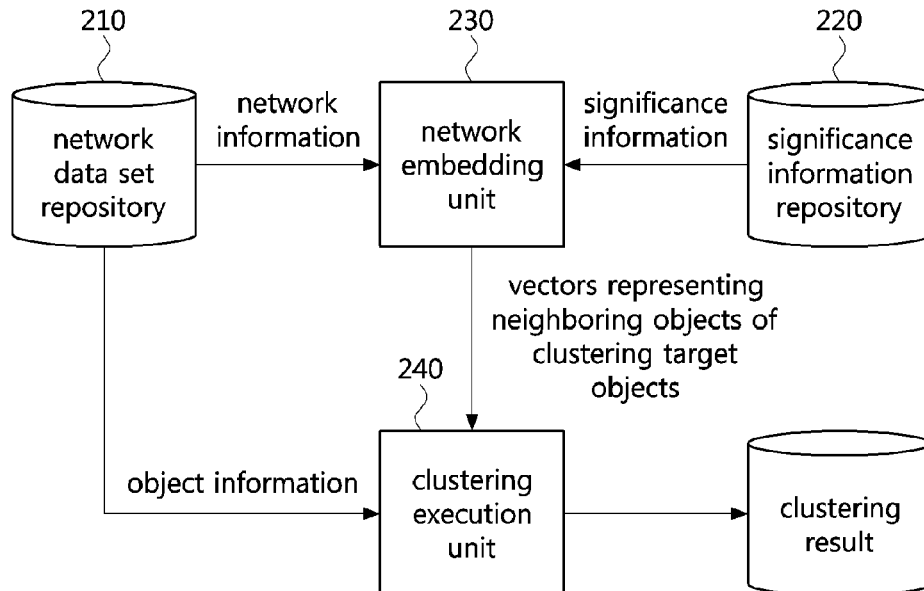 210
230
220
network
information
significance
information
network
data set
repository
network
embedding
unit
significance
information
repository
vectors representing
neighboring objects of
clustering target
objects
240
object information
clustering
execution
unit
clustering
result